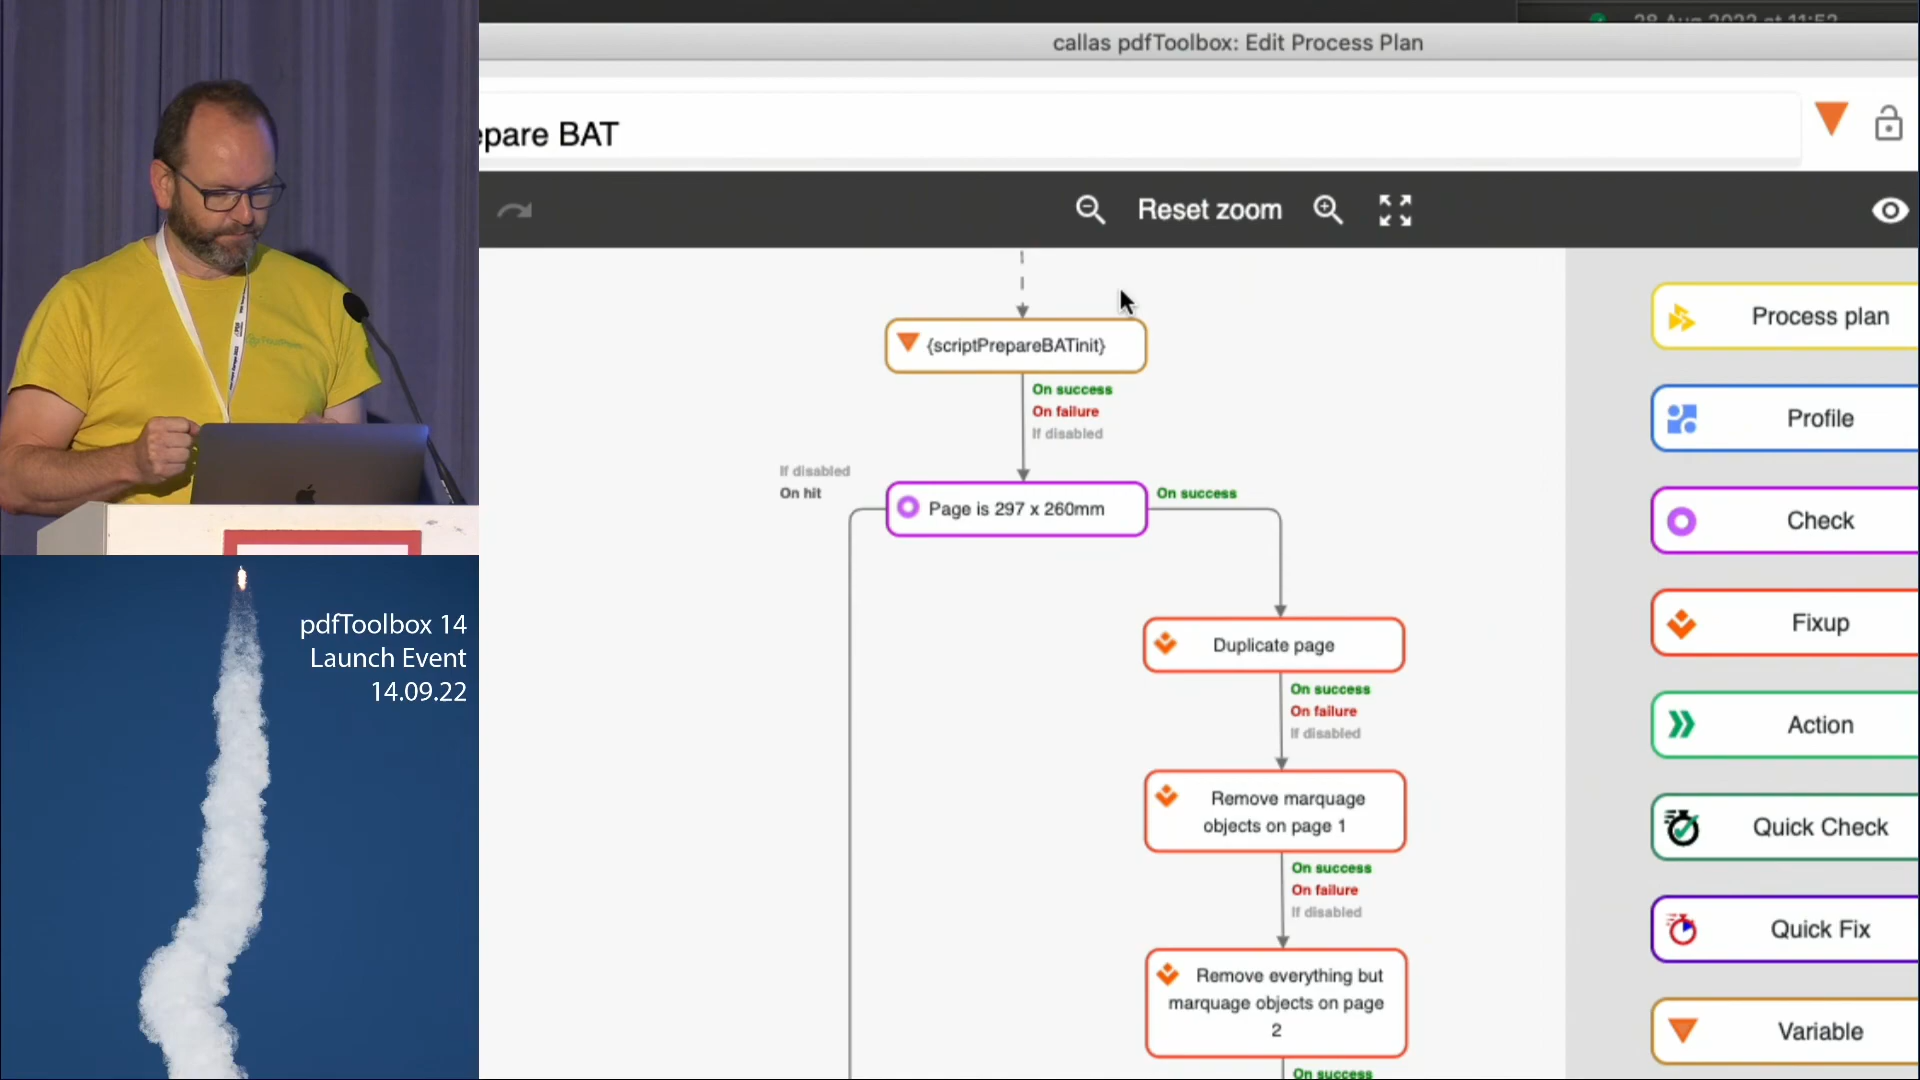 callas pdfToolbox: Edit Process Plan
epare BAT
Reset zoom
{scriptPrepareBATinit}
On success
On failure
If disabled
If disabled
On hit
Page is 297 x 260mm
On success
Duplicate page
On success
On failure
If disabled
Remove marquage
objects on page 1
On success
On failure
If disabled
Remove everything but
marquage objects on page
2
On success
Process plan
Profile
Check
Fixup
Action
Quick Check
Quick Fix
Variable
pdfToolbox 14
Launch Event
14.09.22